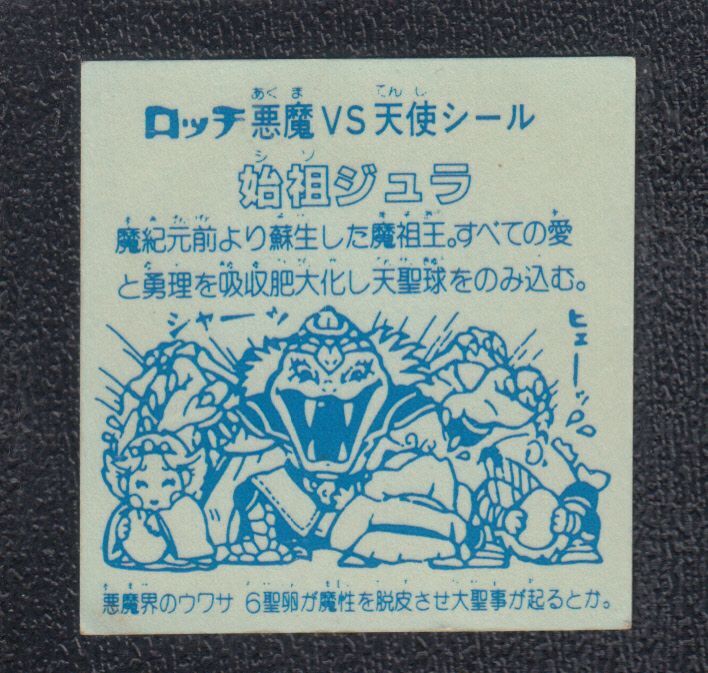 ロッチ悪魔VS天使シール
始祖ジュラ
魔紀元前より蘇生した魔祖王。すべての愛
と勇理を吸収肥大化し天聖球をのみ込む。
シャーッ
ヒェーッ
悪魔界のウワサ 6聖卵が魔性を脱皮させ大聖事が起るとか。